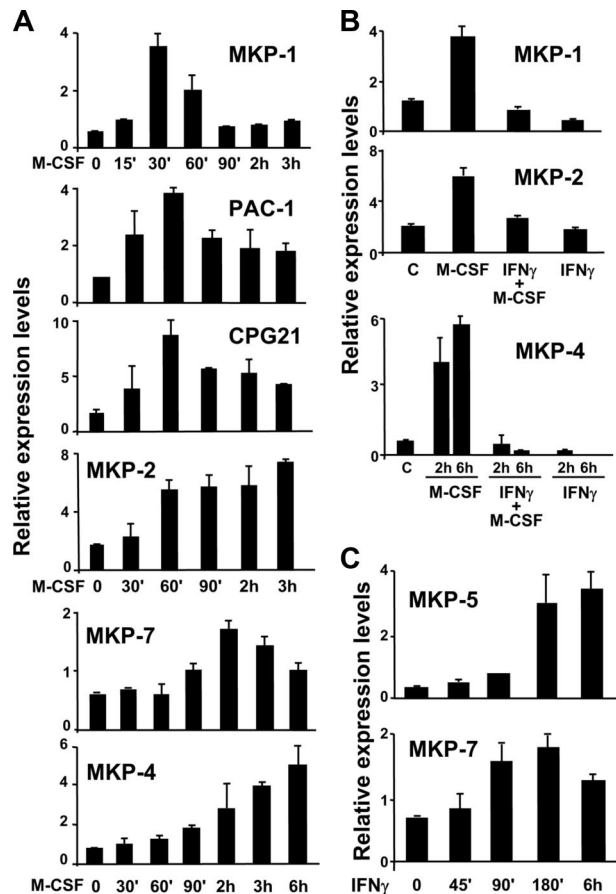 A
Relative expression levels
MKP-1
4
2
0
M-CSF 0 15' 30' 60' 90' 2h 3h
PAC-1
4
2
0
CPG21
10
5
0
MKP-2
8
4
0
M-CSF 0 30' 60' 90' 2h 3h
MKP-7
2
1
0
MKP-4
6
4
2
0
M-CSF 0 30' 60' 90' 2h 3h 6h
B
Relative expression levels
MKP-1
4
2
0
MKP-2
8
4
0
C M-CSF IFNγ IFNγ
+
M-CSF
MKP-4
6
3
0
C 2h 6h 2h 6h 2h 6h
M-CSF IFNγ IFNγ
+
M-CSF
C
Relative expression levels
MKP-5
4
2
0
MKP-7
2
1
0
IFNγ 0 45' 90' 180' 6h